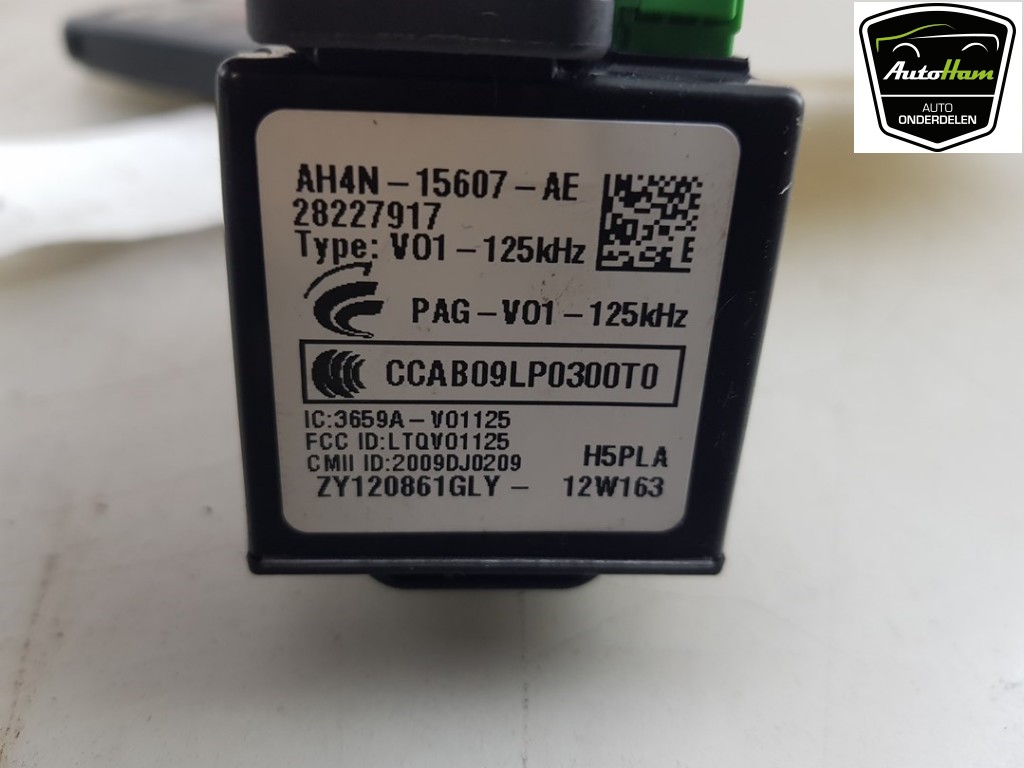 AH4N-15607-AE
28227917
Type: V01-125kHz
E
PAG-V01-125kHz
CCAB09LP0300T0
IC:3659A-V01125
FCC ID:LTQV01125
CMII ID:2009DJ0209
H5PLA
ZY120861GLY- 12W163
AutoHam
AUTO
ONDERDELEN